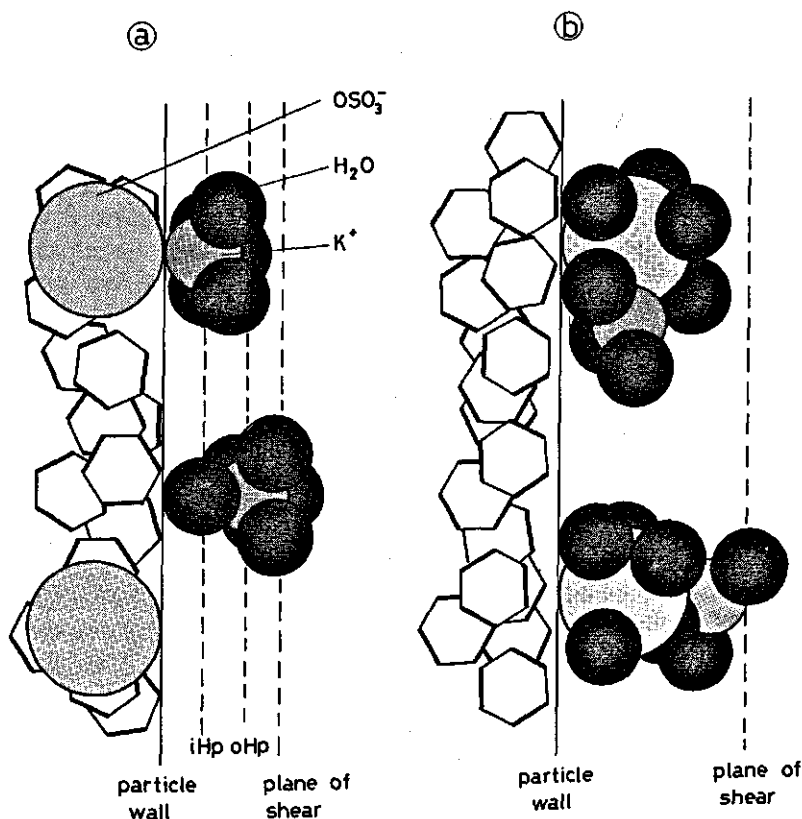 ⓐ
ⓑ
OSO₃⁻
H₂O
K⁺
iHp oHp
particle wall
plane of shear
particle wall
plane of shear